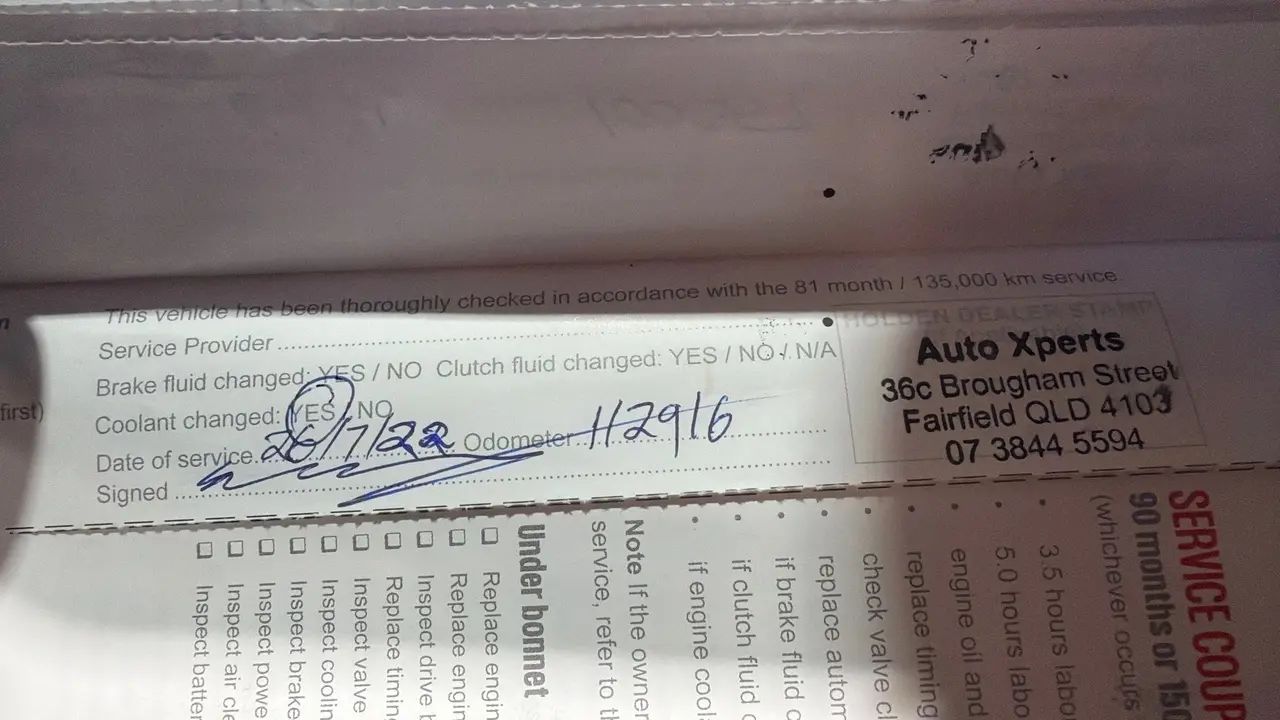 This vehicle has been thoroughly checked in accordance with the 81 month / 135,000 km service.
Service Provider
Brake fluid changed: YES / NO Clutch fluid changed: YES / NO / N/A
Coolant changed: YES / NO
Date of service 26/7/22 Odometer 112916
Signed
HOLDEN DEALER STAMP
Auto Xperts
36c Brougham Street
Fairfield QLD 4103
07 3844 5594
first)
SERVICE COUP
90 months or 150
(whichever occurs
• 3.5 hours labo
• 5.0 hours labo
• engine oil and
• replace timing
• check valve cl
• replace autom
• if brake fluid c
• if clutch fluid c
• if engine cool
Note If the owner
service, refer to th
Under bonnet
☐ Replace engin
☐ Replace engin
☐ Inspect drive b
☐ Replace timin
☐ Inspect valve
☐ Inspect coolin
☐ Inspect brake
☐ Inspect powe
☐ Inspect air cle
☐ Inspect batter